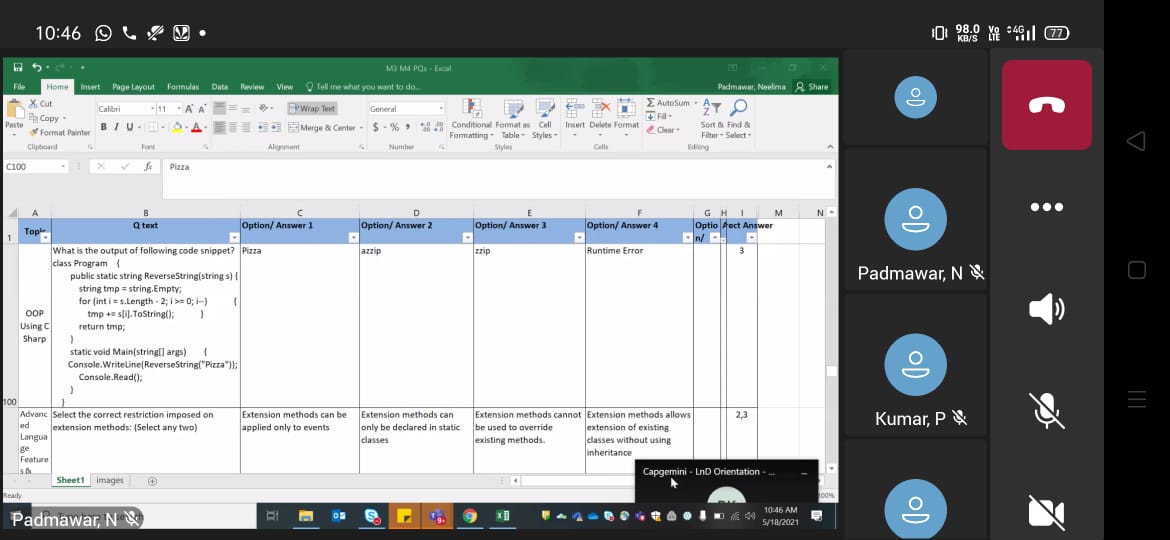 10:46
98.0 KB/S Vo LTE 4G 77
M3 M4 PQs - Excel
File Home Insert Page Layout Formulas Data Review View Tell me what you want to do... Padmawar, Neelima Share
Cut
Copy
Format Painter
Paste
Calibri 11
B I U
Wrap Text
Merge & Center
General
$ % ,
Conditional Formatting
Format as Table
Cell Styles
Insert Delete Format
AutoSum
Fill
Clear
Sort & Filter
Find & Select
Clipboard Font Alignment Number Styles Cells Editing
C100 fx Pizza
A B C D E F G H I M N
1 Topic Q text Option/ Answer 1 Option/ Answer 2 Option/ Answer 3 Option/ Answer 4 Optio n/ rect Answer
100
OOP
Using C
Sharp
What is the output of following code snippet?
class Program {
public static string ReverseString(string s) {
string tmp = string.Empty;
for (int i = s.Length - 2; i >= 0; i--) {
tmp += s[i].ToString(); }
return tmp;
}
static void Main(string[] args) {
Console.WriteLine(ReverseString("Pizza"));
Console.Read();
}
}
Pizza
azzip
zzip
Runtime Error
3
Advanc
ed
Langua
ge
Feature
s &
Select the correct restriction imposed on
extension methods: (Select any two)
Extension methods can be
applied only to events
Extension methods can
only be declared in static
classes
Extension methods cannot
be used to override
existing methods.
Extension methods allows
extension of existing
classes without using
inheritance
2,3
Sheet1 images
Ready
100%
Capgemini - LnD Orientation - ...
10:46 AM
5/18/2021
Padmawar, N
Padmawar, N
Kumar, P